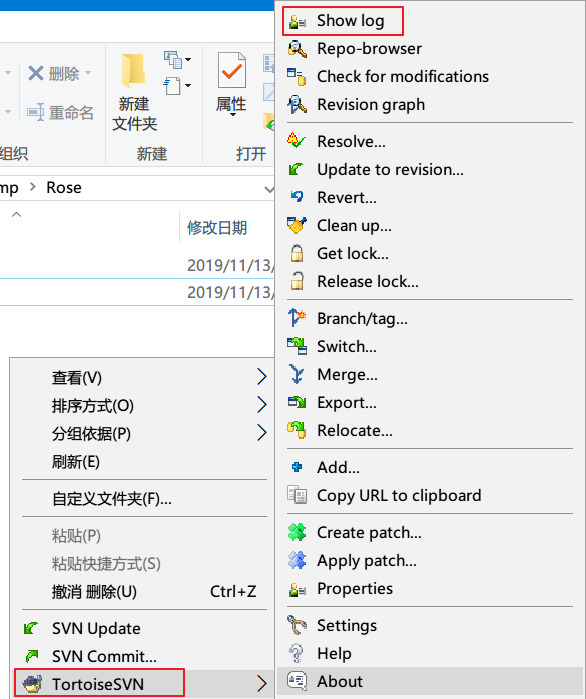 删除
重命名
组织
新建
文件夹
新建
属性
打开
mp
Rose
修改日期
2019/11/13/
2019/11/13/
查看(V)
排序方式(O)
分组依据(P)
刷新(E)
自定义文件夹(F)...
粘贴(P)
粘贴快捷方式(S)
撤消 删除(U) Ctrl+Z
SVN Update
SVN Commit...
TortoiseSVN
Show log
Repo-browser
Check for modifications
Revision graph
Resolve...
Update to revision...
Revert...
Clean up...
Get lock...
Release lock...
Branch/tag...
Switch...
Merge...
Export...
Relocate...
Add...
Copy URL to clipboard
Create patch...
Apply patch...
Properties
Settings
Help
About